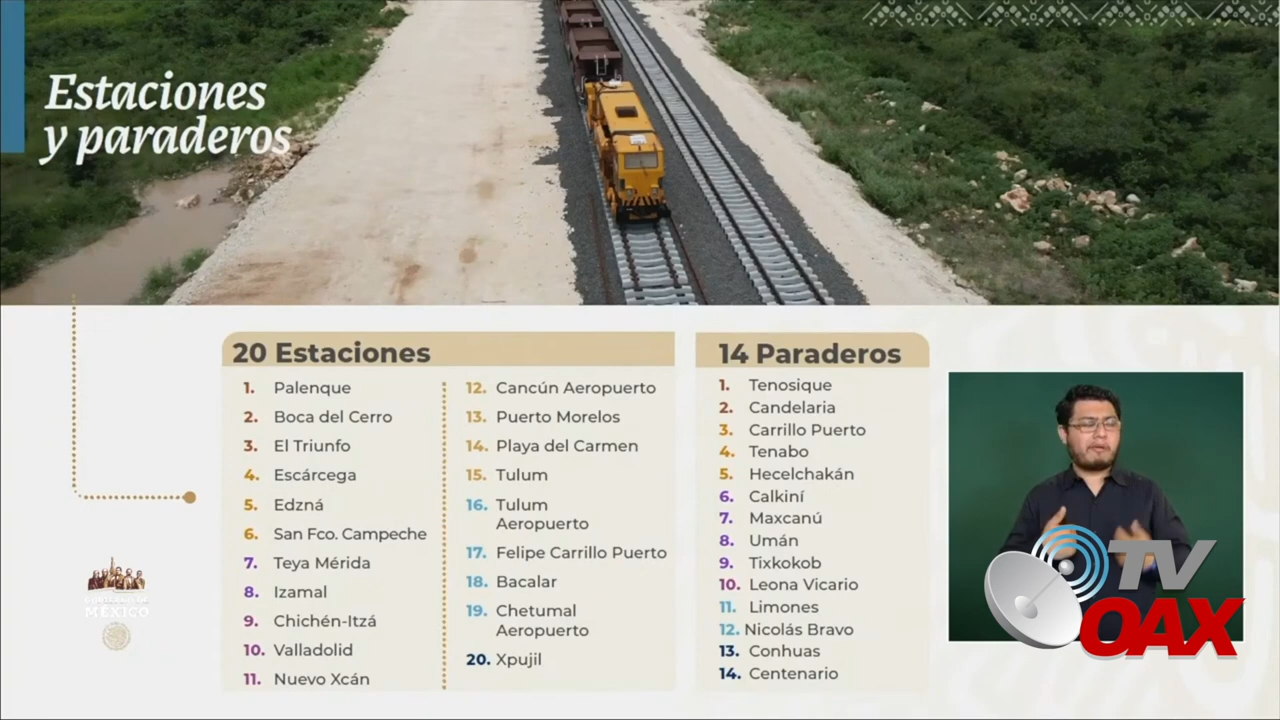 Estaciones
y paraderos
20 Estaciones
1. Palenque
2. Boca del Cerro
3. El Triunfo
4. Escárcega
5. Edzná
6. San Fco. Campeche
7. Teya Mérida
8. Izamal
9. Chichén-Itzá
10. Valladolid
11. Nuevo Xcán
12. Cancún Aeropuerto
13. Puerto Morelos
14. Playa del Carmen
15. Tulum
16. Tulum
Aeropuerto
17. Felipe Carrillo Puerto
18. Bacalar
19. Chetumal
Aeropuerto
20. Xpujil
14 Paraderos
1. Tenosique
2. Candelaria
3. Carrillo Puerto
4. Tenabo
5. Hecelchakán
6. Calkiní
7. Maxcanú
8. Umán
9. Tixkokob
10. Leona Vicario
11. Limones
12. Nicolás Bravo
13. Conhuas
14. Centenario
MÉXICO
TV
OAX